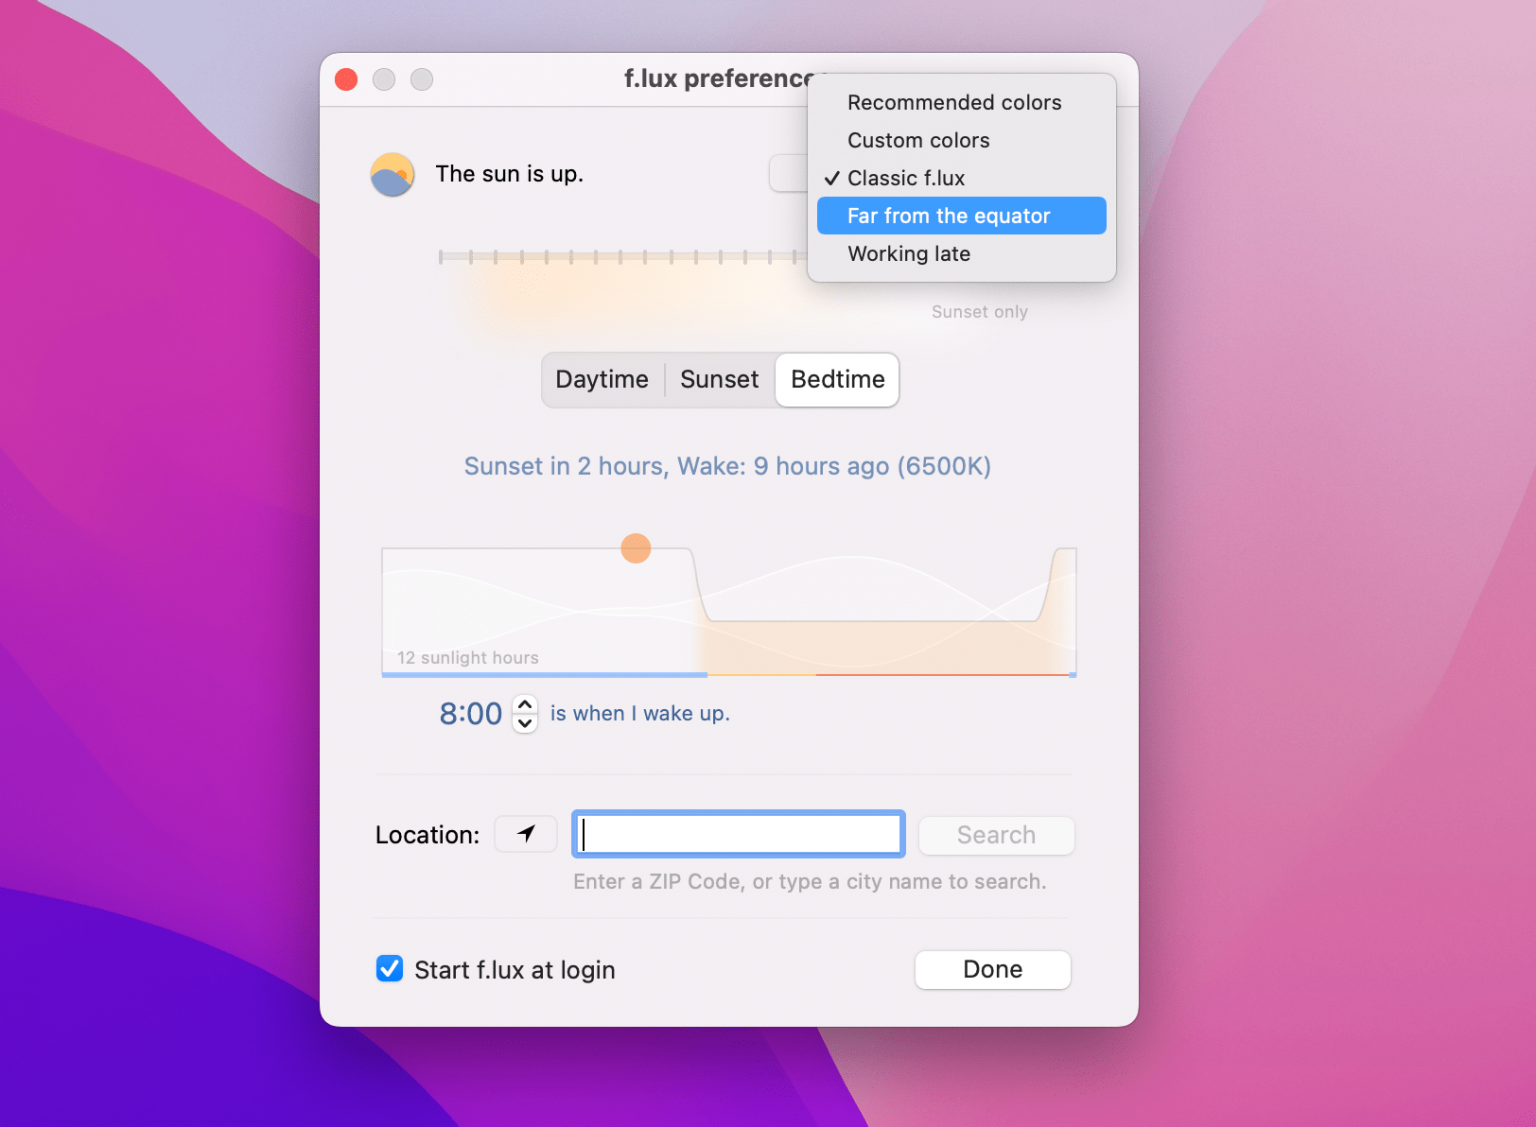 f.lux preferences
Recommended colors
Custom colors
The sun is up.
✓ Classic f.lux
Far from the equator
Working late
Sunset only
Daytime Sunset Bedtime
Sunset in 2 hours, Wake: 9 hours ago (6500K)
12 sunlight hours
8:00 is when I wake up.
Location: Search
Enter a ZIP Code, or type a city name to search.
Start f.lux at login Done